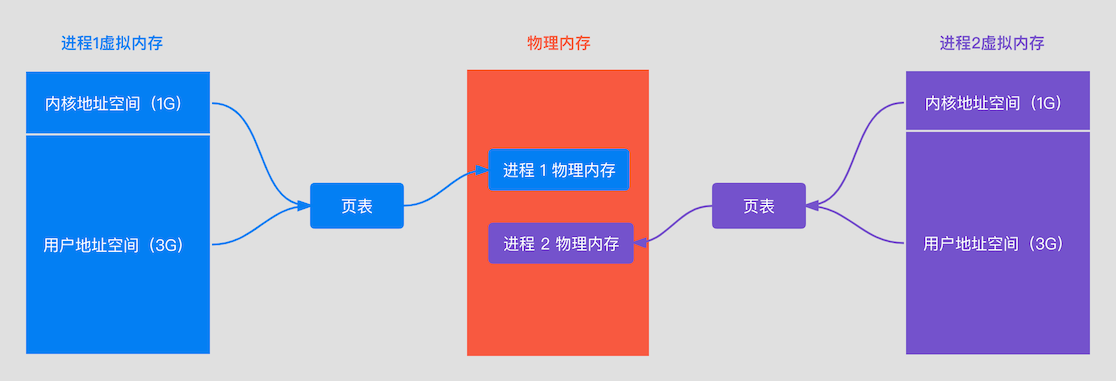 进程1虚拟内存
物理内存
进程2虚拟内存
内核地址空间（1G）
内核地址空间（1G）
进程 1 物理内存
页表
页表
用户地址空间（3G）
进程 2 物理内存
用户地址空间（3G）